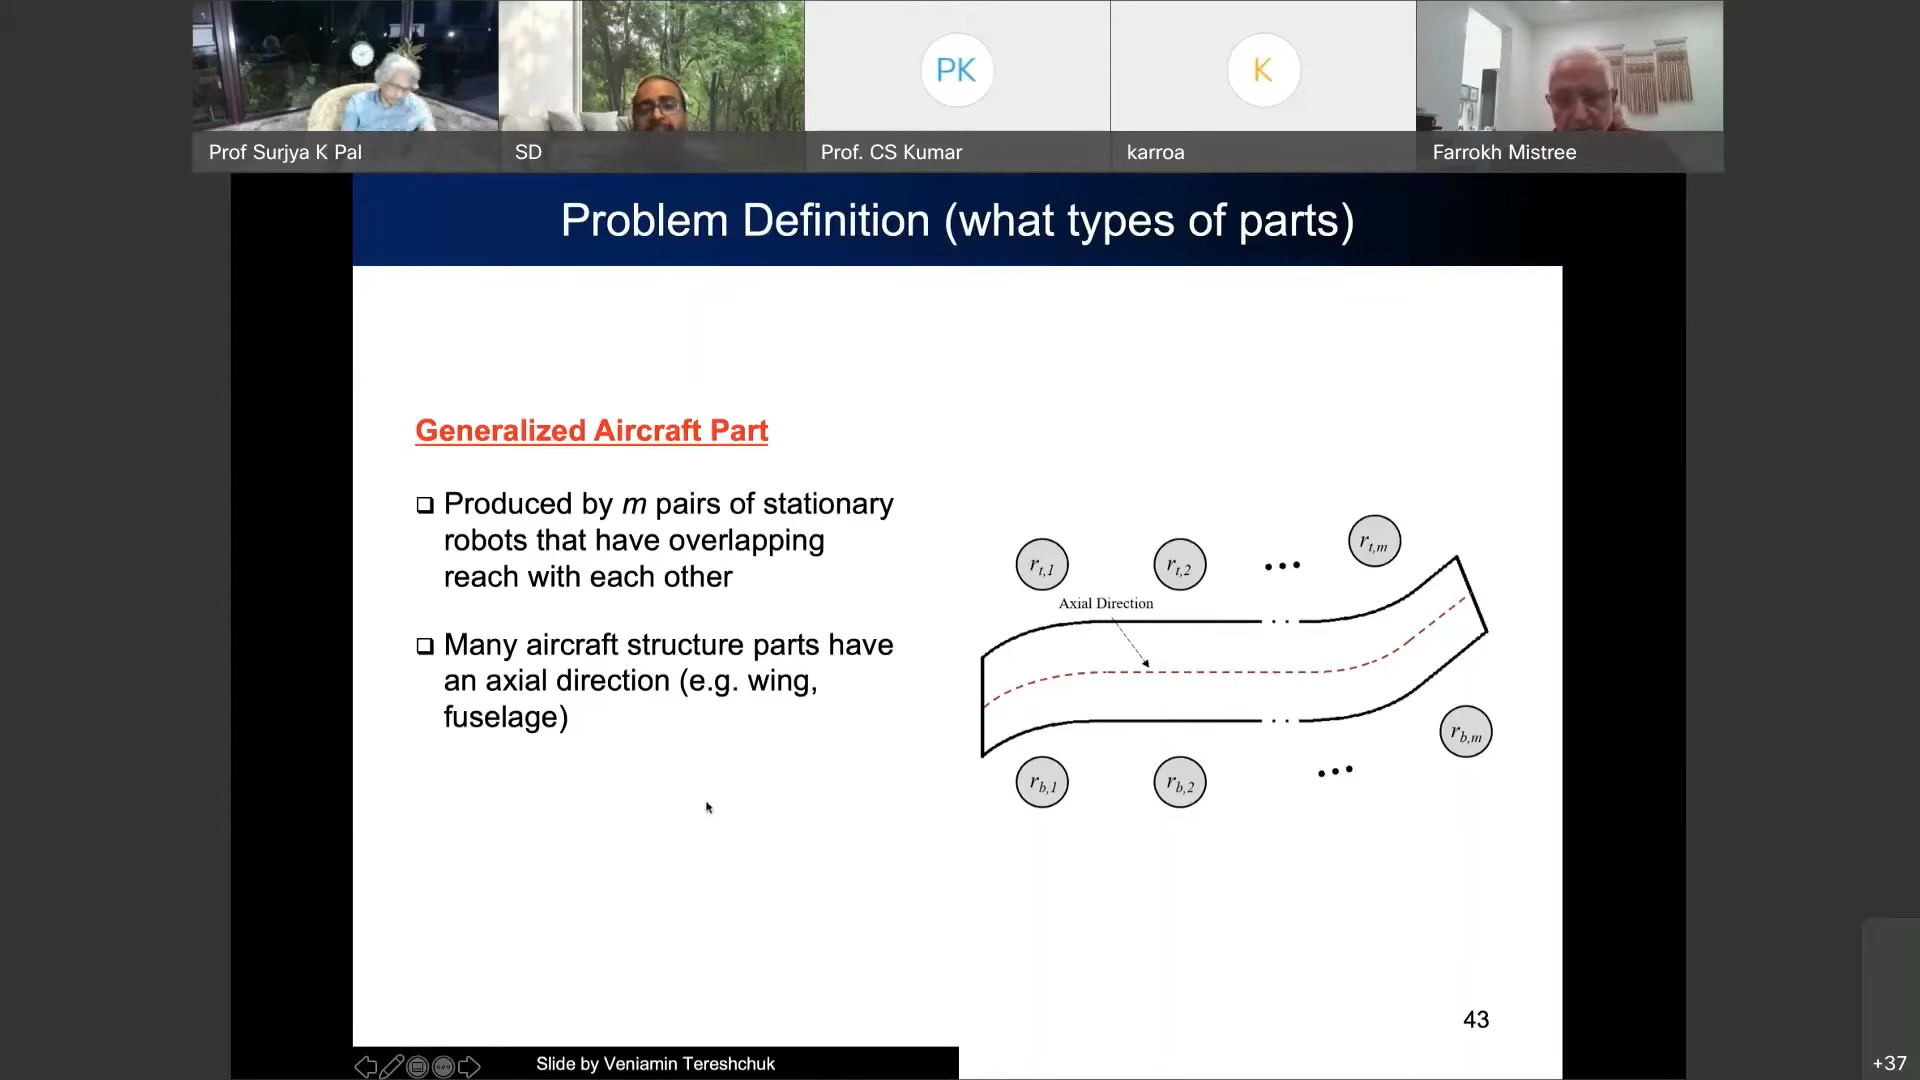 PK
K
Prof Surjya K Pal
SD
Prof. CS Kumar
karroa
Farrokh Mistree
Problem Definition (what types of parts)
Generalized Aircraft Part
Produced by m pairs of stationary
robots that have overlapping
reach with each other
Many aircraft structure parts have
an axial direction (e.g. wing,
fuselage)
r_t,1
r_t,2
r_t,m
Axial Direction
r_b,1
r_b,2
r_b,m
43
Slide by Veniamin Tereshchuk
+37